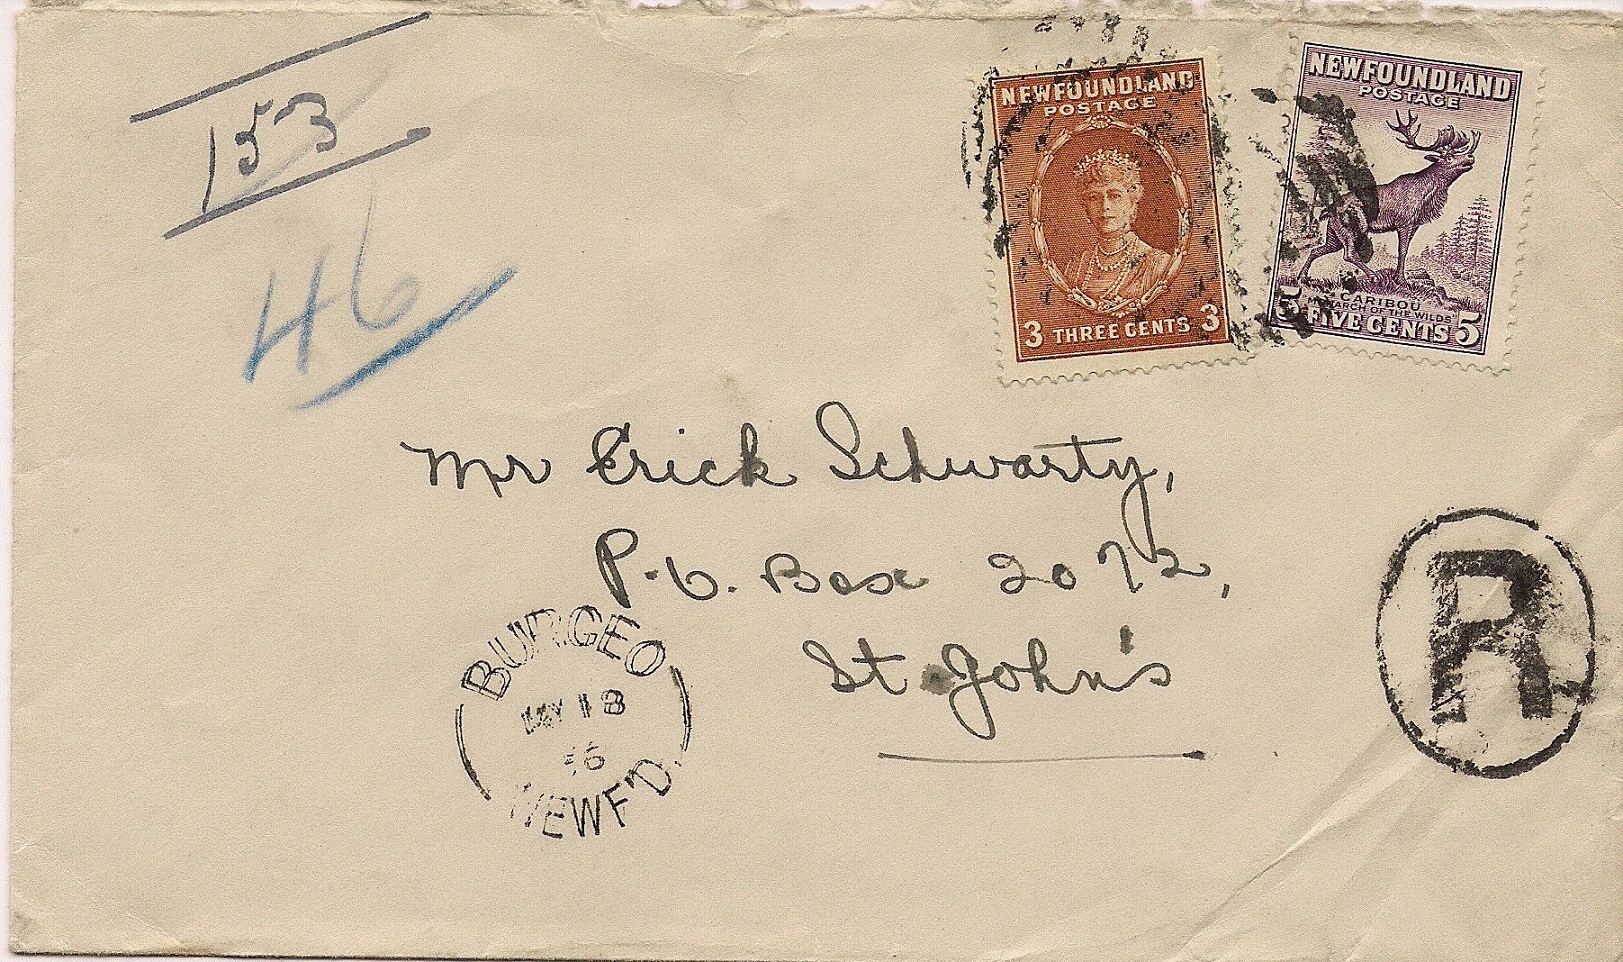 153
46
NEWFOUNDLAND
POSTAGE
3 THREE CENTS 3
NEWFOUNDLAND
POSTAGE
CARIBOU
MONARCH OF THE WILDS
5 FIVE CENTS 5
Mr Erick Schwarty,
P.O. Box 2072,
St. John's
R
BURGEO
MAY 18
36
NEWF'D.